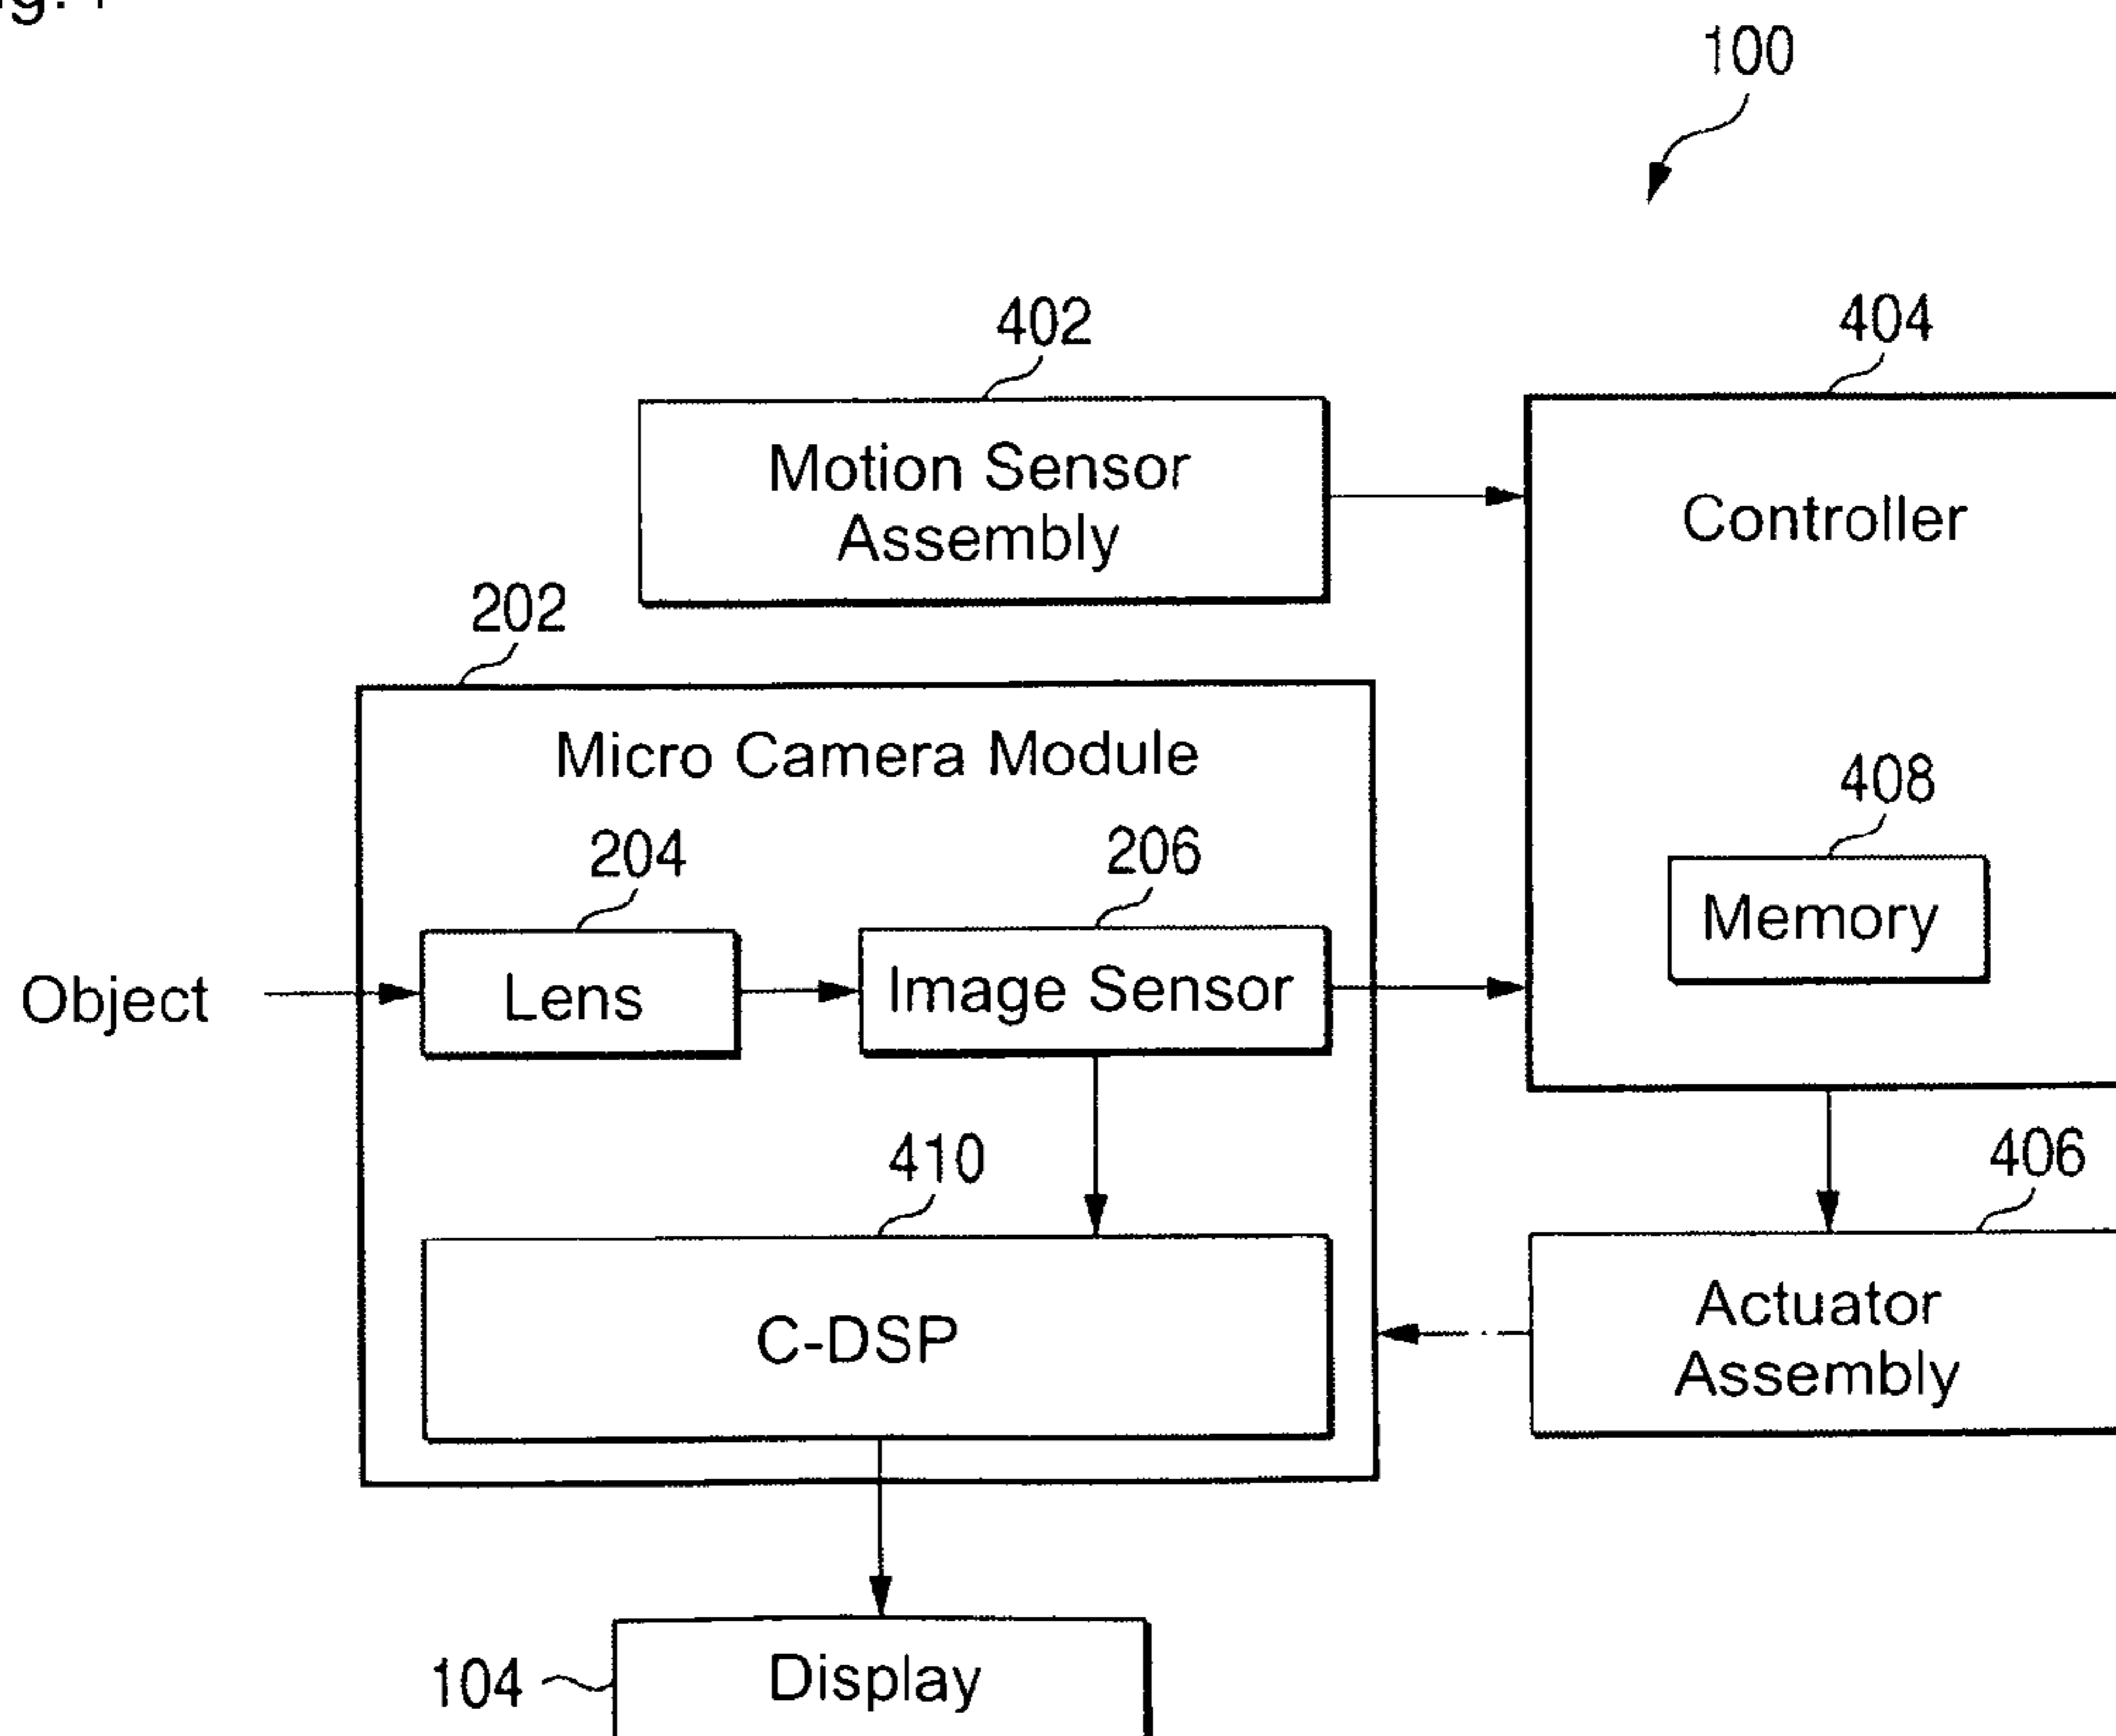 100
402
404
Motion Sensor
Assembly
Controller
202
Micro Camera Module
408
204
206
Memory
Object
Lens
Image Sensor
410
406
C-DSP
Actuator
Assembly
104
Display